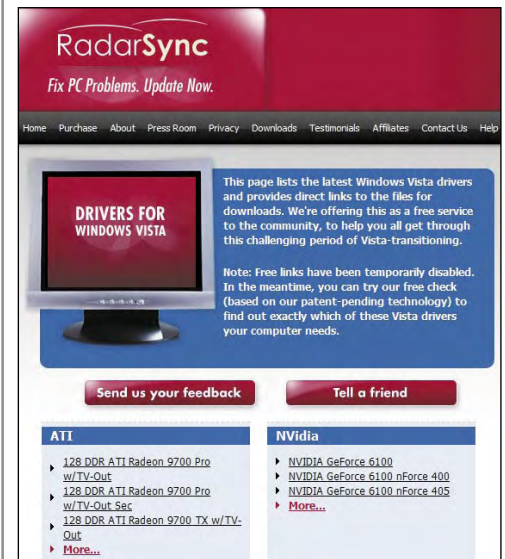 RadarSync
Fix PC Problems. Update Now.
Home Purchase About Press Room Privacy Downloads Testimonials Affiliates Contact Us Help
DRIVERS FOR
WINDOWS VISTA
This page lists the latest Windows Vista drivers
and provides direct links to the files for
downloads. We're offering this as a free service
to the community, to help you all get through
this challenging period of Vista-transitioning.
Note: Free links have been temporarily disabled.
In the meantime, you can try our free check
(based on our patent-pending technology) to
find out exactly which of these Vista drivers
your computer needs.
Send us your feedback
Tell a friend
ATI
128 DDR ATI Radeon 9700 Pro
w/TV-Out
128 DDR ATI Radeon 9700 Pro
w/TV-Out Sec
128 DDR ATI Radeon 9700 TX w/TV-
Out
More...
NVidia
NVIDIA GeForce 6100
NVIDIA GeForce 6100 nForce 400
NVIDIA GeForce 6100 nForce 405
More...